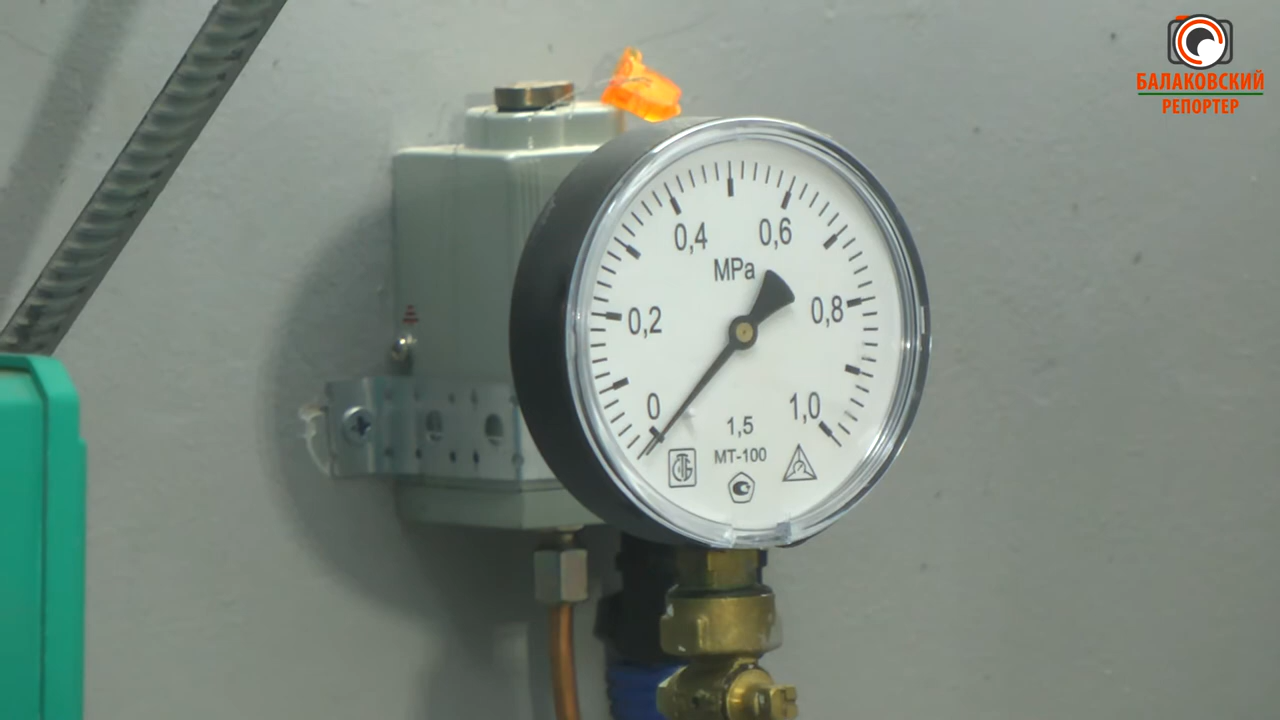 БАЛАКОВСКИЙ
РЕПОРТЕР
0,4
0,6
MPa
0,2
0,8
0
1,0
1,5
МТ-100